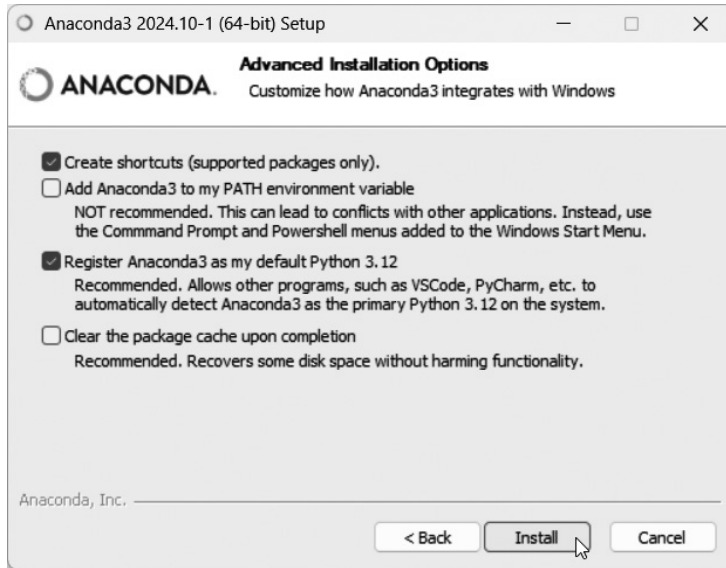 Anaconda3 2024.10-1 (64-bit) Setup
ANACONDA.
Advanced Installation Options
Customize how Anaconda3 integrates with Windows
Create shortcuts (supported packages only).
Add Anaconda3 to my PATH environment variable
NOT recommended. This can lead to conflicts with other applications. Instead, use
the Commmand Prompt and Powershell menus added to the Windows Start Menu.
Register Anaconda3 as my default Python 3.12
Recommended. Allows other programs, such as VSCode, PyCharm, etc. to
automatically detect Anaconda3 as the primary Python 3.12 on the system.
Clear the package cache upon completion
Recommended. Recovers some disk space without harming functionality.
Anaconda, Inc.
< Back Install Cancel